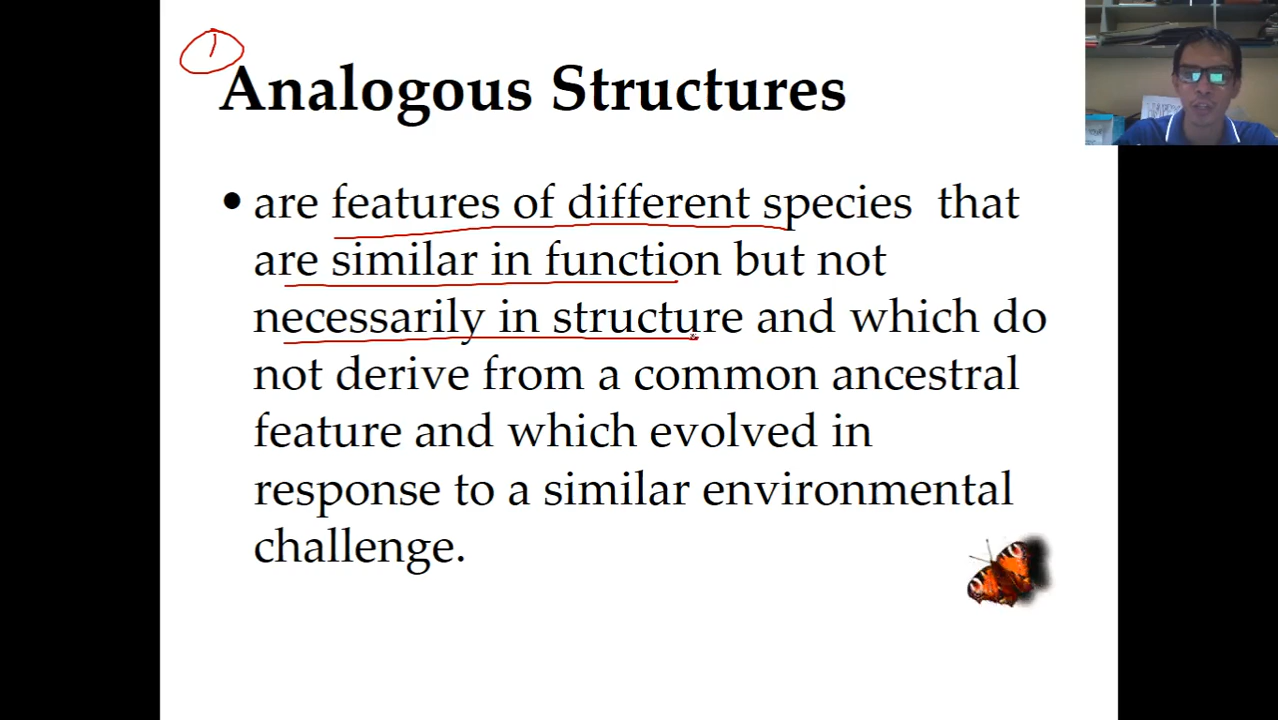 1
Analogous Structures
• are features of different species that
are similar in function but not
necessarily in structure and which do
not derive from a common ancestral
feature and which evolved in
response to a similar environmental
challenge.